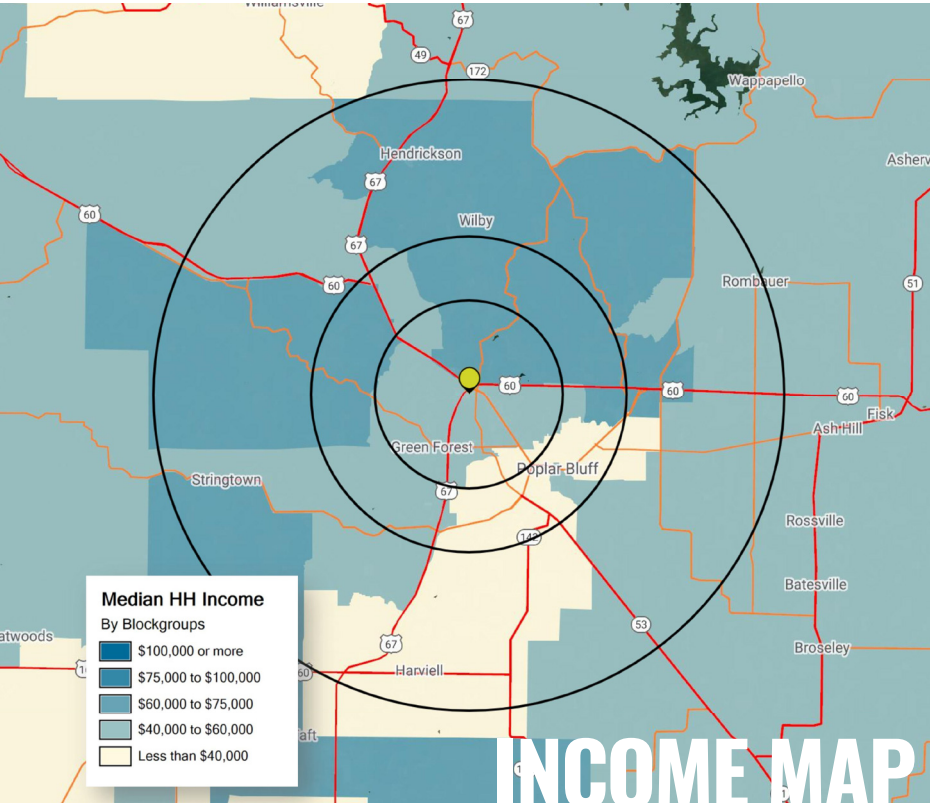 Williamsville
67
49
172
Wappapello
Hendrickson
Asherv
67
60
Wilby
67
60
Rombauer
51
60
60
60
Fisk
Ash Hill
Green Forest
Poplar Bluff
Stringtown
67
Rossville
142
Batesville
53
atwoods
67
Broseley
60
Harviell
aft
Median HH Income
By Blockgroups
$100,000 or more
$75,000 to $100,000
$60,000 to $75,000
$40,000 to $60,000
Less than $40,000
INCOME MAP